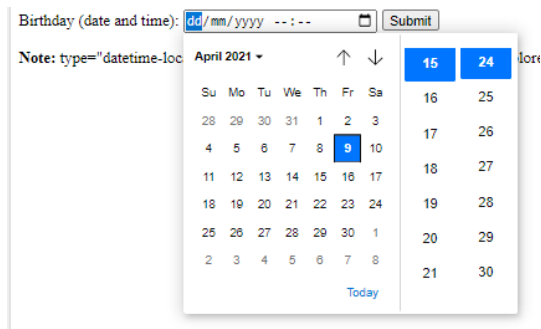 Birthday (date and time): dd/mm/yyyy --:-- Submit
Note: type="datetime-loc
plore
April 2021
Su Mo Tu We Th Fr Sa
28 29 30 31 1 2 3
4 5 6 7 8 9 10
11 12 13 14 15 16 17
18 19 20 21 22 23 24
25 26 27 28 29 30 1
2 3 4 5 6 7 8
Today
15 24
16 25
17 26
18 27
19 28
20 29
21 30